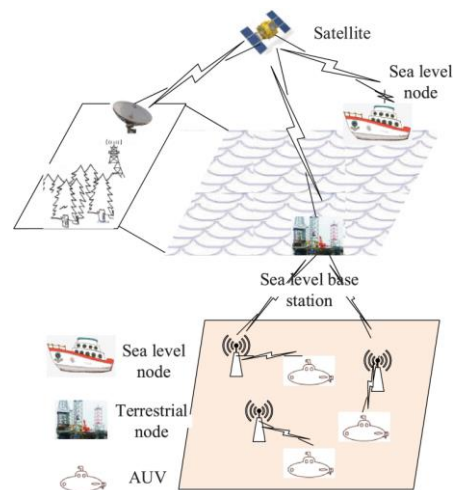 Satellite
Sea level
node
Sea level base
station
Sea level
node
Terrestrial
node
AUV